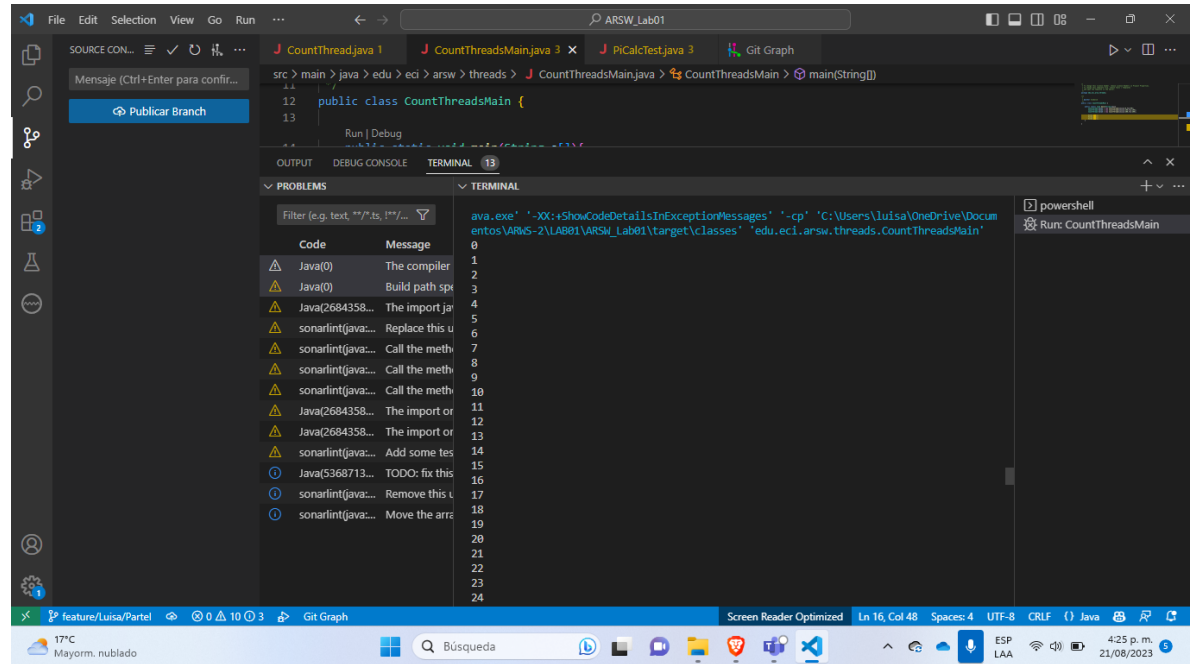 File Edit Selection View Go Run ··· ARSW_Lab01
SOURCE CON...
Mensaje (Ctrl+Enter para confir...
Publicar Branch
2
1
CountThread.java 1 CountThreadsMain.java 3 PiCalcTest.java 3 Git Graph
src > main > java > edu > eci > arsw > threads > CountThreadsMain.java > CountThreadsMain > main(String[])
12 public class CountThreadsMain {
13
Run | Debug
OUTPUT DEBUG CONSOLE TERMINAL 13
PROBLEMS
Filter (e.g. text, **/*.ts, !**/...
Code Message
Java(0) The compiler
Java(0) Build path spe
Java(2684358... The import ja
sonarlint(java:... Replace this u
sonarlint(java:... Call the meth
sonarlint(java:... Call the meth
sonarlint(java:... Call the meth
Java(2684358... The import or
Java(2684358... The import or
sonarlint(java:... Add some tes
Java(5368713... TODO: fix this
sonarlint(java:... Remove this u
sonarlint(java:... Move the arra
TERMINAL
ava.exe' '-XX:+ShowCodeDetailsInExceptionMessages' '-cp' 'C:\Users\luisa\OneDrive\Docum
entos\ARWS-2\LAB01\ARSW_Lab01\target\classes' 'edu.eci.arsw.threads.CountThreadsMain'
0
1
2
3
4
5
6
7
8
9
10
11
12
13
14
15
16
17
18
19
20
21
22
23
24
powershell
Run: CountThreadsMain
feature/Luisa/ParteI 0 10 3 Git Graph Screen Reader Optimized Ln 16, Col 48 Spaces: 4 UTF-8 CRLF {} Java
17°C
Mayorm. nublado
Búsqueda
ESP
LAA
4:25 p. m.
21/08/2023
5